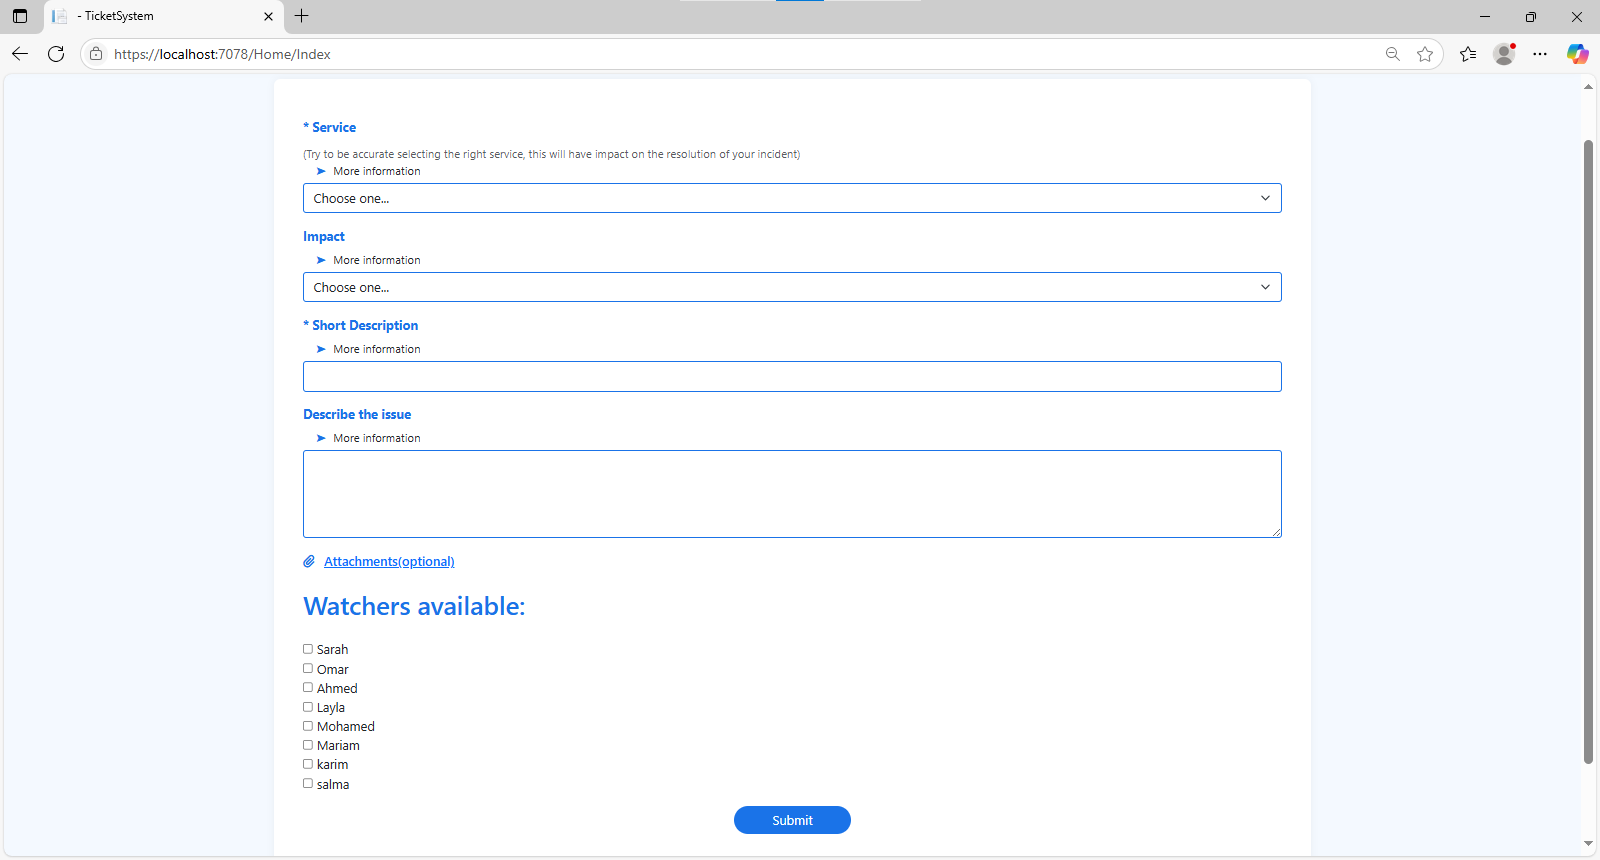 - TicketSystem
https://localhost:7078/Home/Index
* Service
(Try to be accurate selecting the right service, this will have impact on the resolution of your incident)
➤ More information
Choose one...
Impact
➤ More information
Choose one...
* Short Description
➤ More information
Describe the issue
➤ More information
Attachments(optional)
Watchers available:
Sarah
Omar
Ahmed
Layla
Mohamed
Mariam
karim
salma
Submit